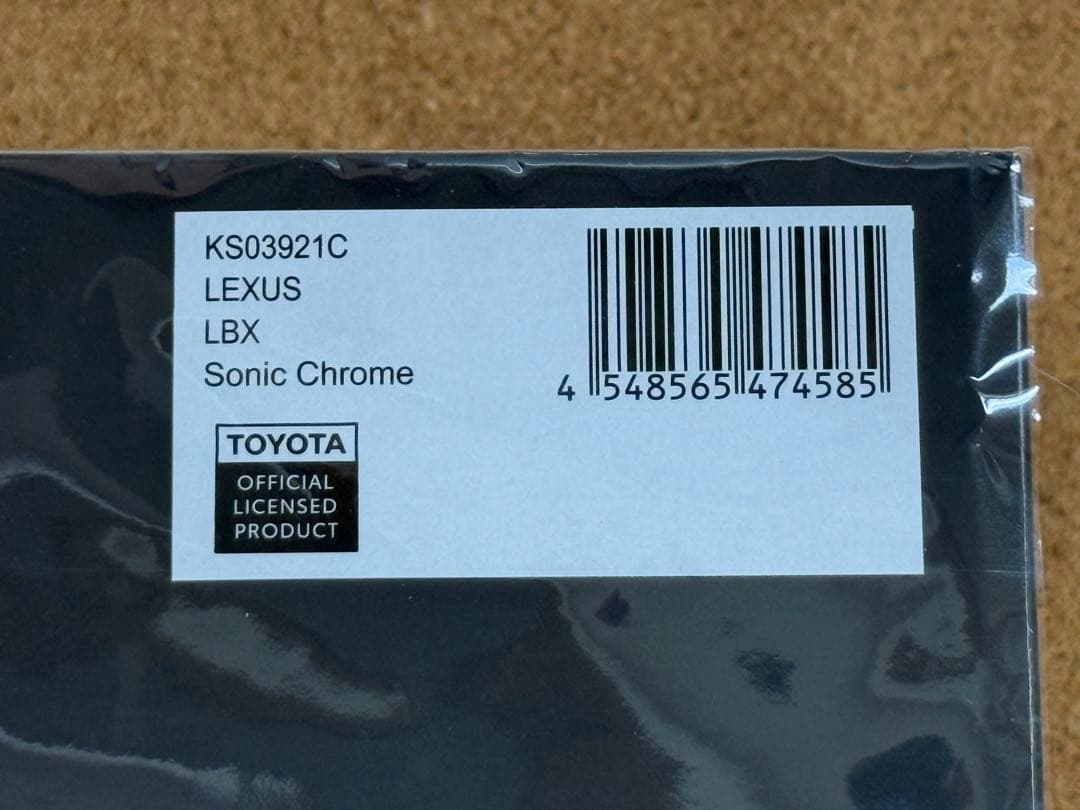 KS03921C
LEXUS
LBX
Sonic Chrome
4 548565 474585
TOYOTA
OFFICIAL
LICENSED
PRODUCT